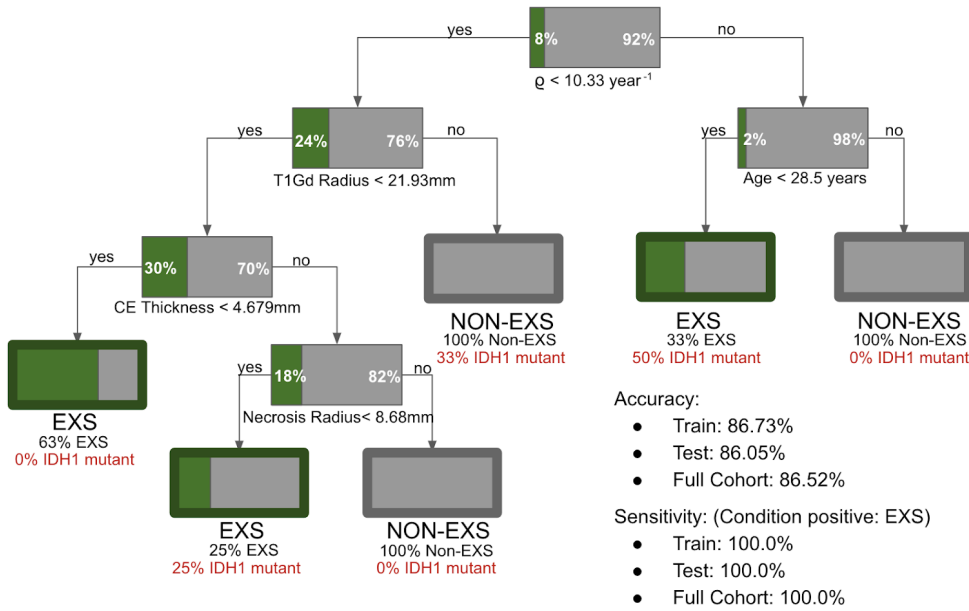 yes
8%
92%
no
ϱ < 10.33 year⁻¹
yes
24%
76%
no
T1Gd Radius < 21.93mm
yes
2%
98%
no
Age < 28.5 years
yes
30%
70%
no
CE Thickness < 4.679mm
NON-EXS
100% Non-EXS
33% IDH1 mutant
EXS
33% EXS
50% IDH1 mutant
NON-EXS
100% Non-EXS
0% IDH1 mutant
EXS
63% EXS
0% IDH1 mutant
yes
18%
82%
no
Necrosis Radius< 8.68mm
EXS
25% EXS
25% IDH1 mutant
NON-EXS
100% Non-EXS
0% IDH1 mutant
Accuracy:
● Train: 86.73%
● Test: 86.05%
● Full Cohort: 86.52%
Sensitivity: (Condition positive: EXS)
● Train: 100.0%
● Test: 100.0%
● Full Cohort: 100.0%